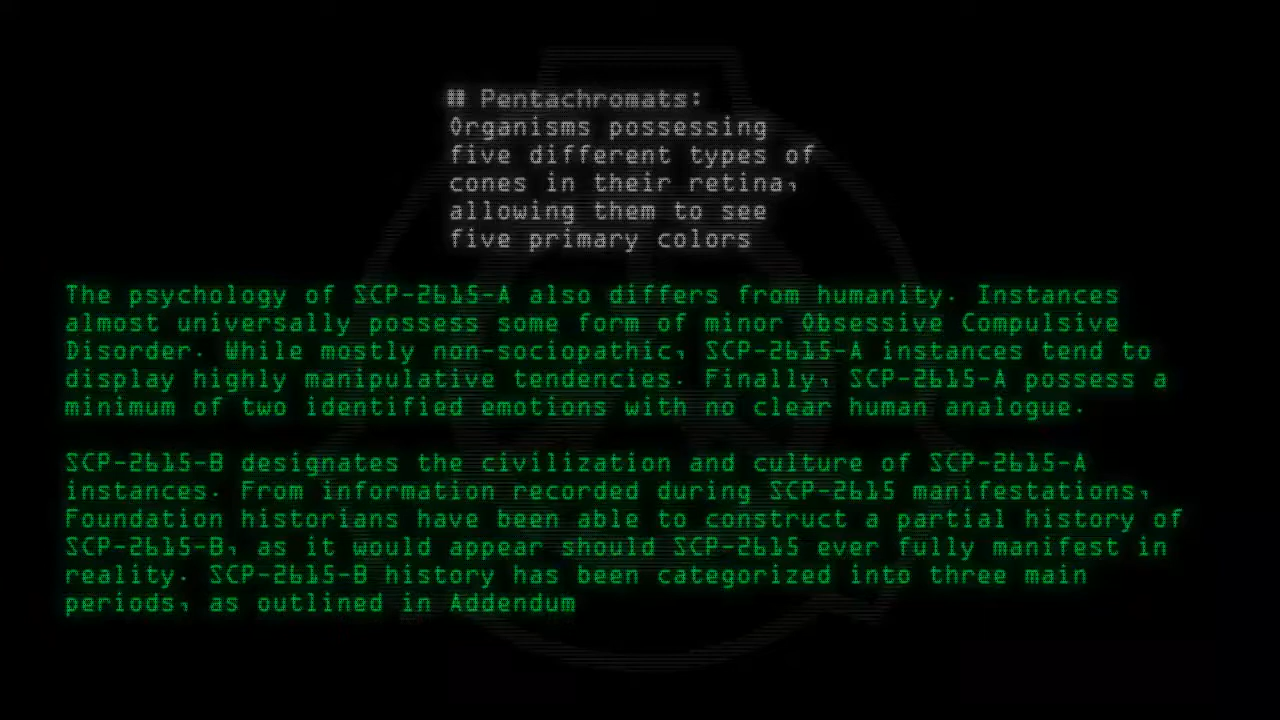 ## Pentachromats:
Organisms possessing
five different types of
cones in their retina,
allowing them to see
five primary colors
The psychology of SCP-2615-A also differs from humanity. Instances
almost universally possess some form of minor Obsessive Compulsive
Disorder. While mostly non-sociopathic, SCP-2615-A instances tend to
display highly manipulative tendencies. Finally, SCP-2615-A possess a
minimum of two identified emotions with no clear human analogue.
SCP-2615-B designates the civilization and culture of SCP-2615-A
instances. From information recorded during SCP-2615 manifestations,
Foundation historians have been able to construct a partial history of
SCP-2615-B, as it would appear should SCP-2615 ever fully manifest in
reality. SCP-2615-B history has been categorized into three main
periods, as outlined in Addendum